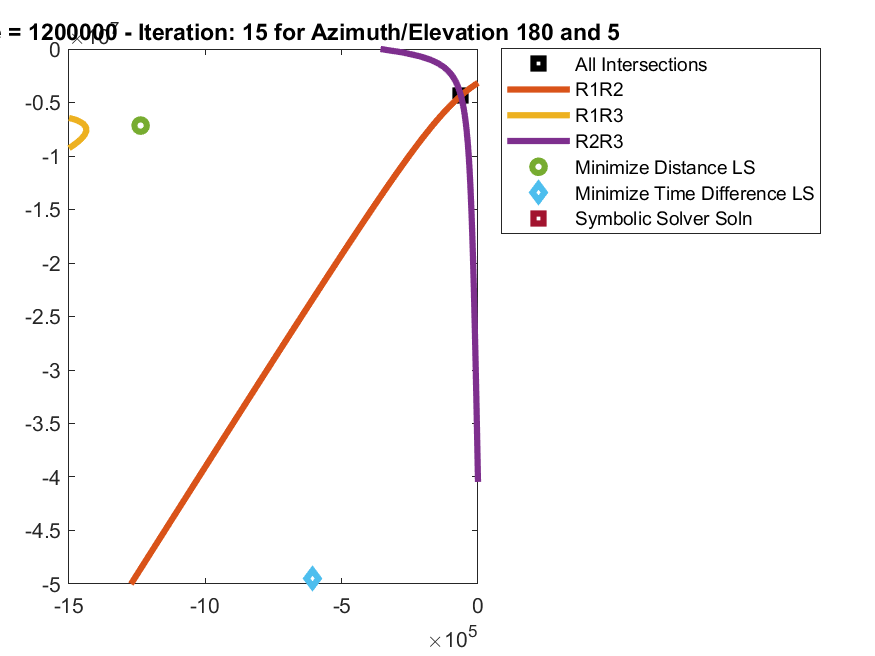 = 1200000 - Iteration: 15 for Azimuth/Elevation 180 and 5
×10^7
0
-0.5
-1
-1.5
-2
-2.5
-3
-3.5
-4
-4.5
-5
-15
-10
-5
0
×10^5
All Intersections
R1R2
R1R3
R2R3
Minimize Distance LS
Minimize Time Difference LS
Symbolic Solver Soln